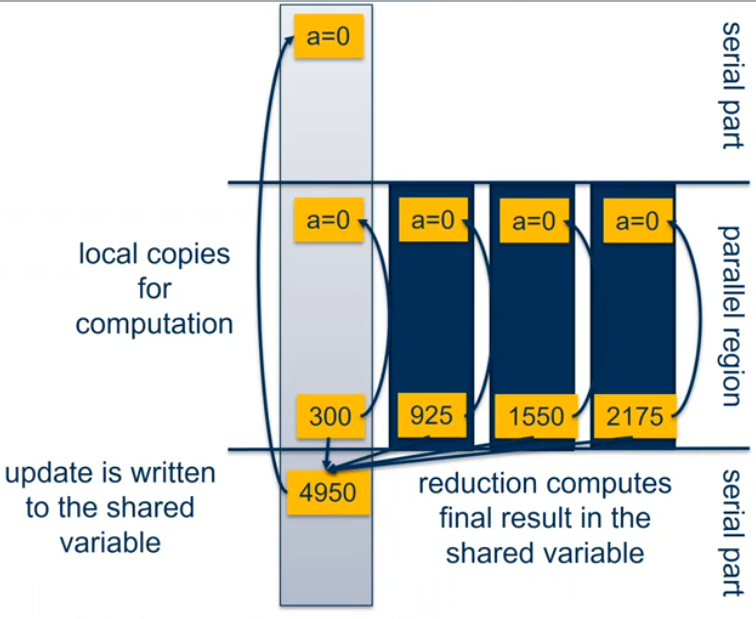 a=0
serial part
a=0
a=0
a=0
a=0
local copies
for
computation
parallel region
300
925
1550
2175
update is written
to the shared
variable
4950
reduction computes
final result in the
shared variable
serial part